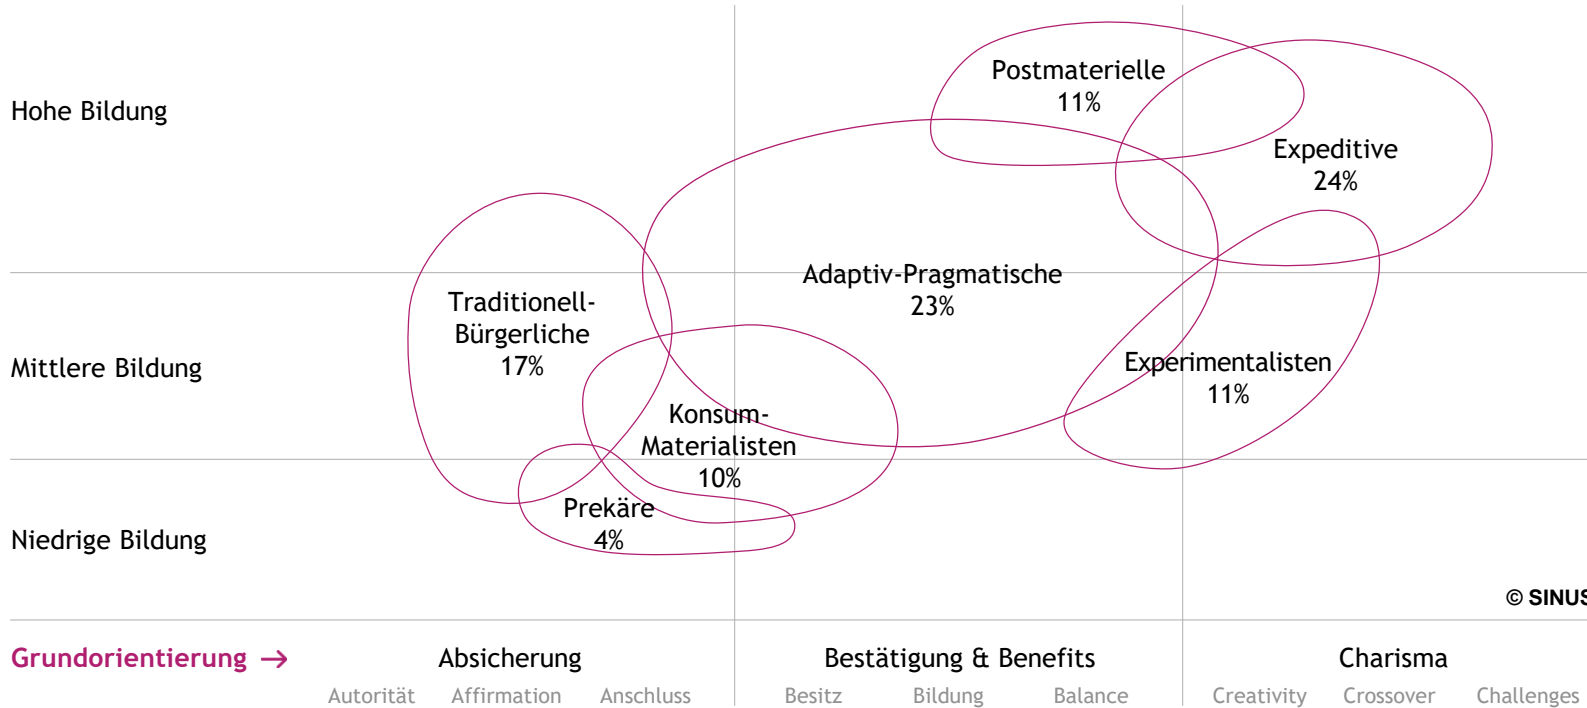 Postmaterielle
11%
Hohe Bildung
Expeditive
24%
Adaptiv-Pragmatische
23%
Traditionell-
Bürgerliche
17%
Mittlere Bildung
Experimentalisten
11%
Konsum-
Materialisten
10%
Prekäre
4%
Niedrige Bildung
© SINUS
Grundorientierung → Absicherung Bestätigung & Benefits Charisma
Autorität Affirmation Anschluss Besitz Bildung Balance Creativity Crossover Challenges